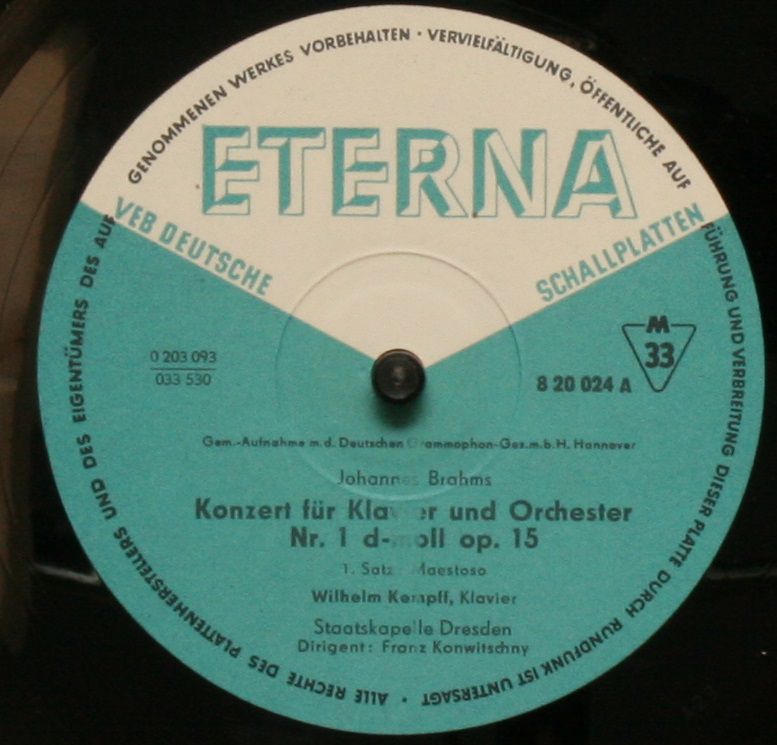 ETERNA
VEB DEUTSCHE SCHALLPLATTEN
ALLE RECHTE DES PLATTENHERSTELLERS UND DES EIGENTÜMERS DES AUFGENOMMENEN WERKES VORBEHALTEN · VERVIELFÄLTIGUNG, ÖFFENTLICHE AUFFÜHRUNG UND VERBREITUNG DIESER PLATTE DURCH RUNDFUNK IST UNTERSAGT ·
M
33
0 203 093
033 530
8 20 024 A
Gem.-Aufnahme m.d. Deutschen Grammophon-Ges.m.b.H. Hannover
Johannes Brahms
Konzert für Klavier und Orchester
Nr. 1 d-moll op. 15
1. Satz: Maestoso
Wilhelm Kempff, Klavier
Staatskapelle Dresden
Dirigent: Franz Konwitschny